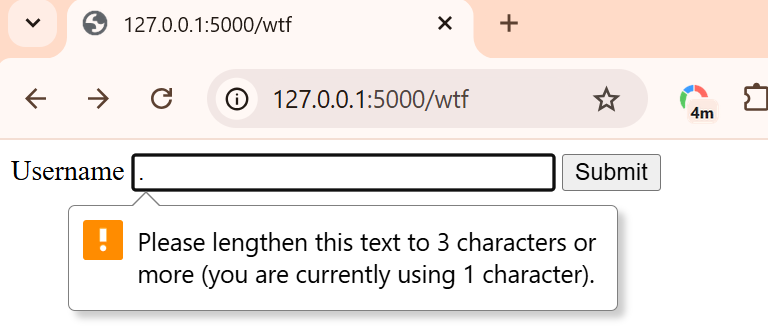 127.0.0.1:5000/wtf
127.0.0.1:5000/wtf
4m
Username . Submit
Please lengthen this text to 3 characters or
more (you are currently using 1 character).